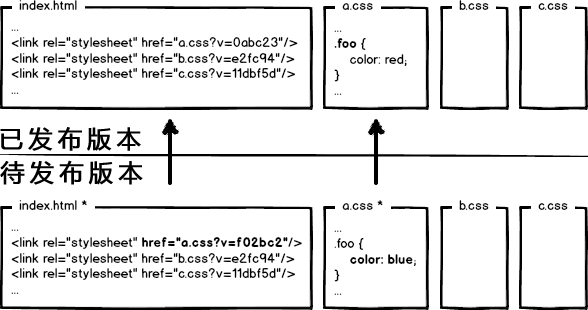 index.html
...
<link rel="stylesheet" href="a.css?v=0abc23"/>
<link rel="stylesheet" href="b.css?v=e2fc94"/>
<link rel="stylesheet" href="c.css?v=11dbf5d"/>
...
a.css
...
.foo {
color: red;
}
...
b.css
c.css
已发布版本
待发布版本
index.html *
...
<link rel="stylesheet" href="a.css?v=f02bc2"/>
<link rel="stylesheet" href="b.css?v=e2fc94"/>
<link rel="stylesheet" href="c.css?v=11dbf5d"/>
...
a.css *
...
.foo {
color: blue;
}
...
b.css
c.css